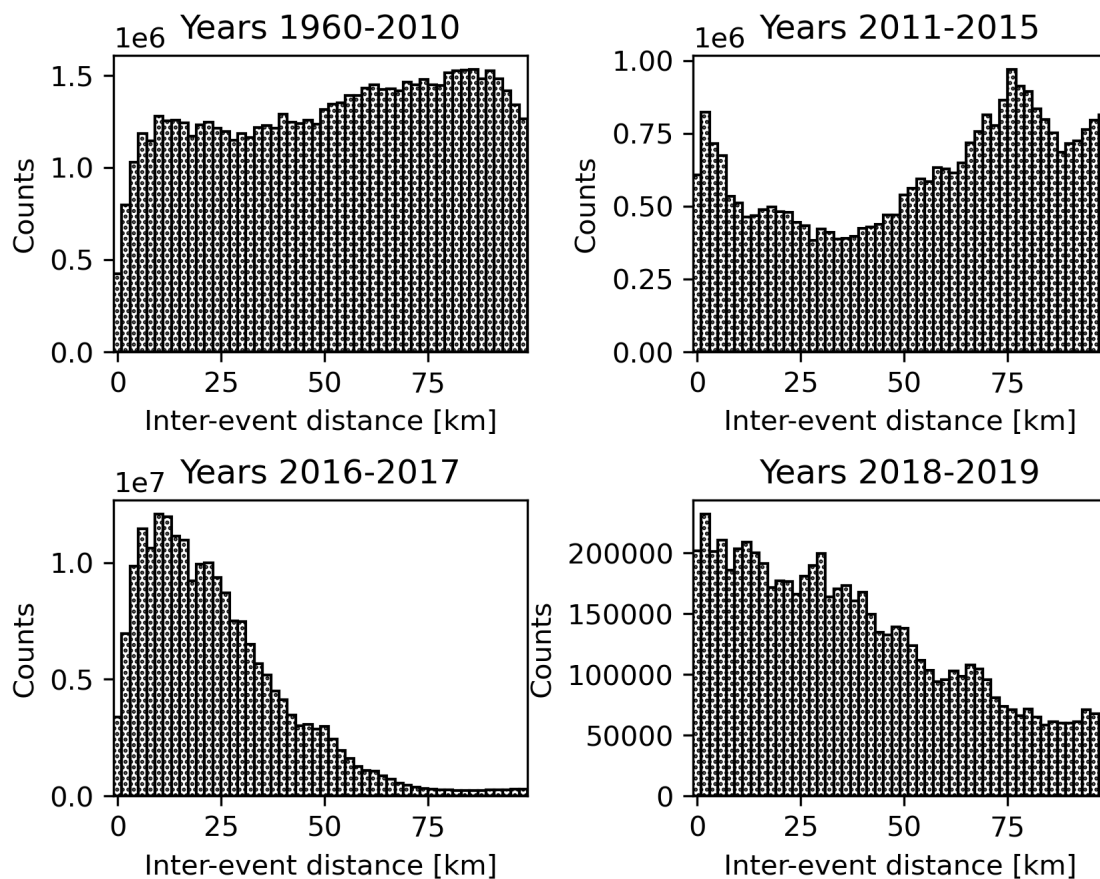 Years 1960-2010
1e6
1.5
1.0
0.5
0.0
Counts
0
25
50
75
Inter-event distance [km]
Years 2011-2015
1e6
1.00
0.75
0.50
0.25
0.00
Counts
0
25
50
75
Inter-event distance [km]
Years 2016-2017
1e7
1.0
0.5
0.0
Counts
0
25
50
75
Inter-event distance [km]
Years 2018-2019
200000
150000
100000
50000
0
Counts
0
25
50
75
Inter-event distance [km]